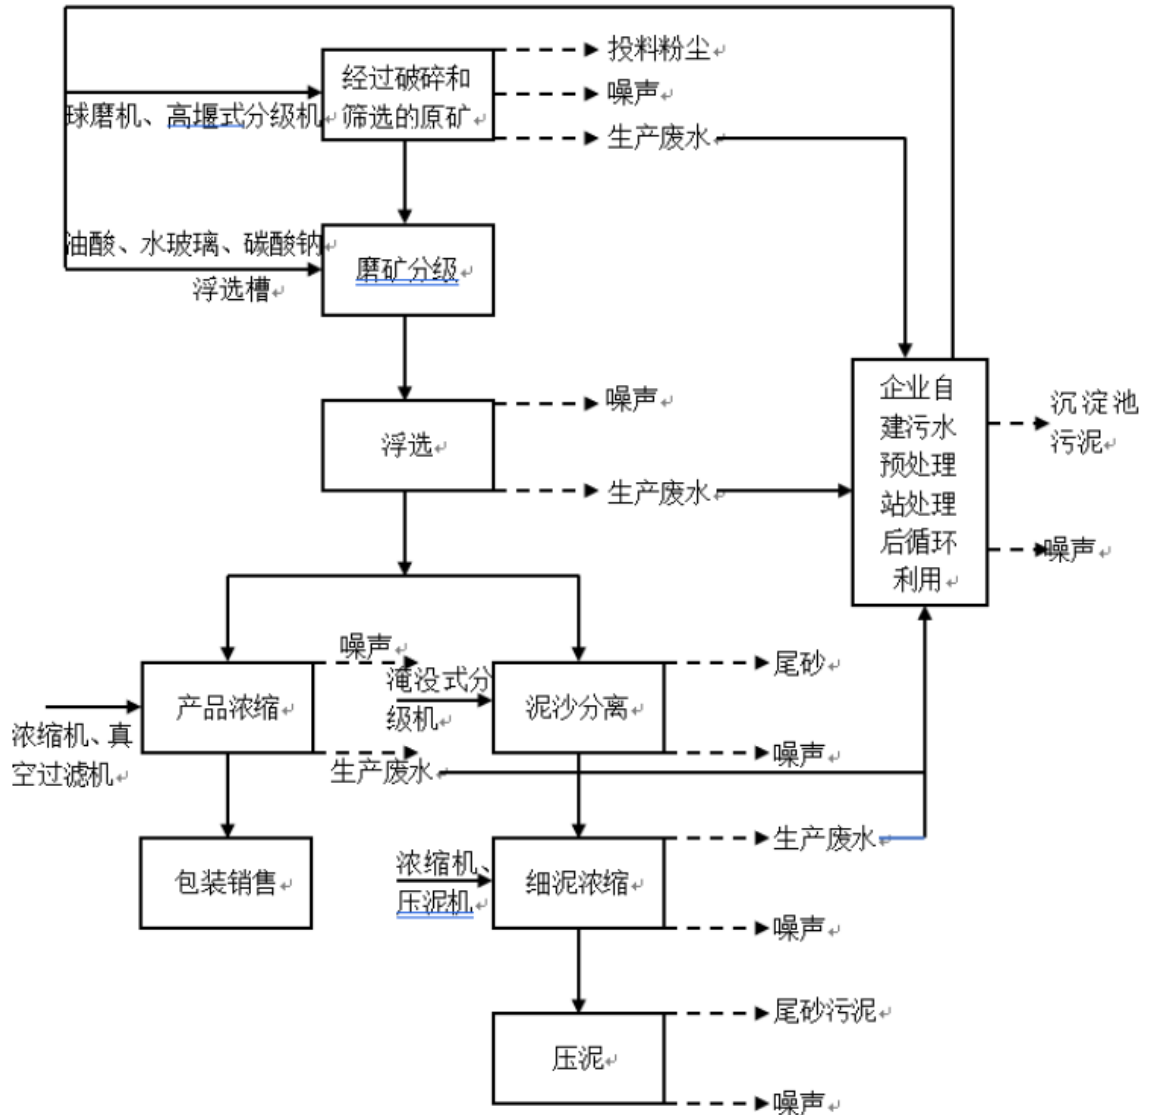 投料粉尘
经过破碎和
筛选的原矿
噪声
球磨机、高堰式分级机
生产废水
油酸、水玻璃、碳酸钠
磨矿分级
浮选槽
企业自
建污水
预处理
站处理
后循环
利用
噪声
沉淀池
污泥
浮选
生产废水
噪声
噪声
淹没式分
级机
尾砂
产品浓缩
泥沙分离
浓缩机、真
空过滤机
噪声
生产废水
生产废水
浓缩机、
压泥机
包装销售
细泥浓缩
噪声
尾砂污泥
压泥
噪声